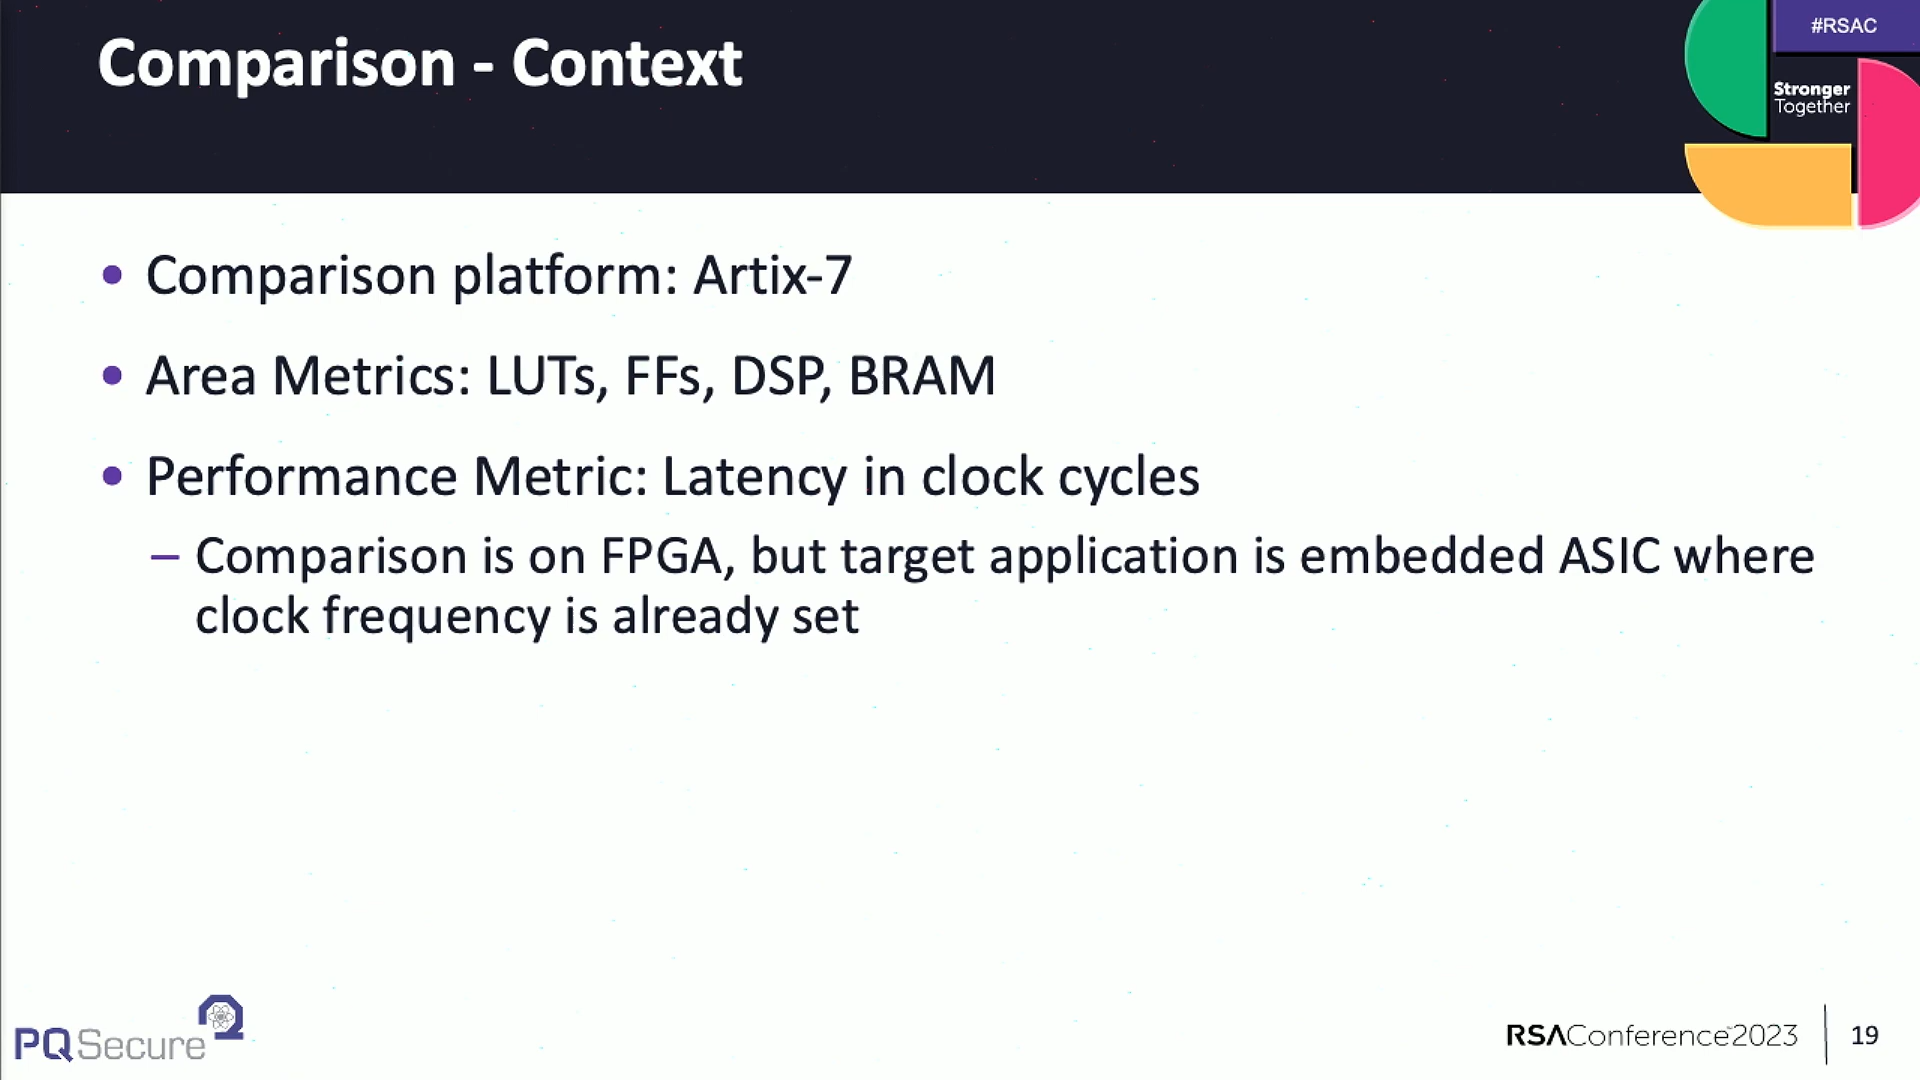 Comparison - Context
#RSAC
Stronger
Together
• Comparison platform: Artix-7
• Area Metrics: LUTs, FFs, DSP, BRAM
• Performance Metric: Latency in clock cycles
– Comparison is on FPGA, but target application is embedded ASIC where
clock frequency is already set
PQSecure
RSAConference2023
19